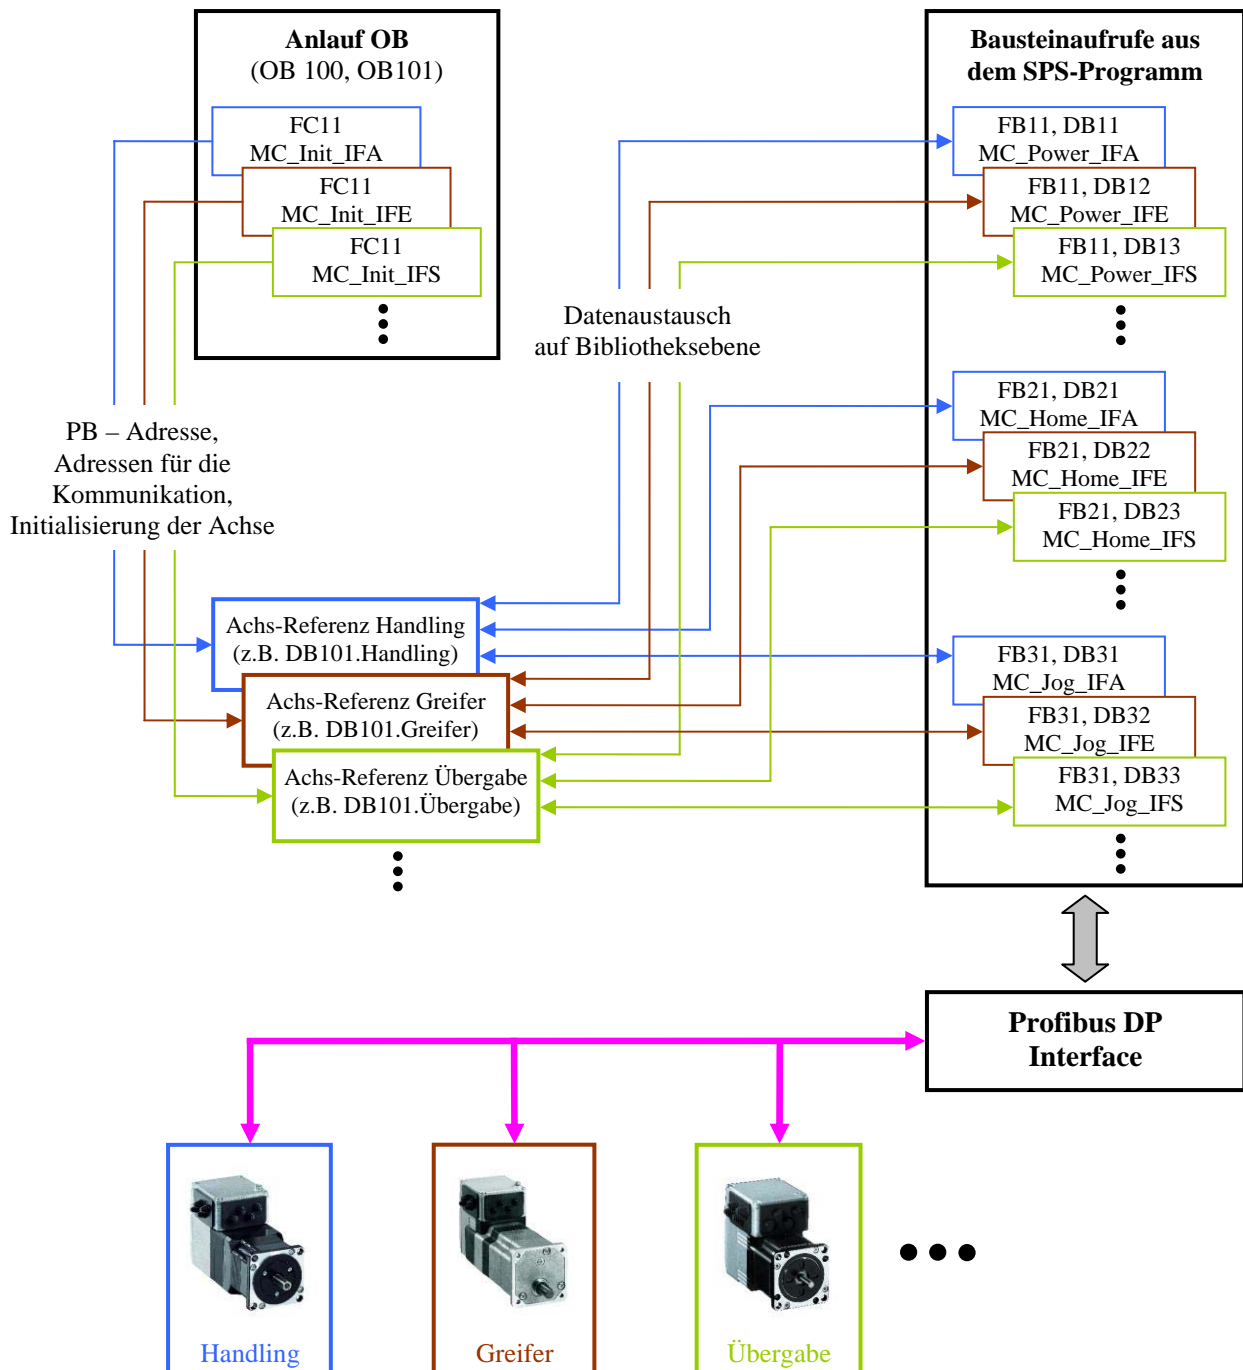 Anlauf OB
(OB 100, OB101)
FC11
MC_Init_IFA
FC11
MC_Init_IFE
FC11
MC_Init_IFS
PB – Adresse,
Adressen für die
Kommunikation,
Initialisierung der Achse
Datenaustausch
auf Bibliotheksebene
Bausteinaufrufe aus
dem SPS-Programm
FB11, DB11
MC_Power_IFA
FB11, DB12
MC_Power_IFE
FB11, DB13
MC_Power_IFS
FB21, DB21
MC_Home_IFA
FB21, DB22
MC_Home_IFE
FB21, DB23
MC_Home_IFS
FB31, DB31
MC_Jog_IFA
FB31, DB32
MC_Jog_IFE
FB31, DB33
MC_Jog_IFS
Achs-Referenz Handling
(z.B. DB101.Handling)
Achs-Referenz Greifer
(z.B. DB101.Greifer)
Achs-Referenz Übergabe
(z.B. DB101.Übergabe)
Profibus DP
Interface
Handling
Greifer
Übergabe